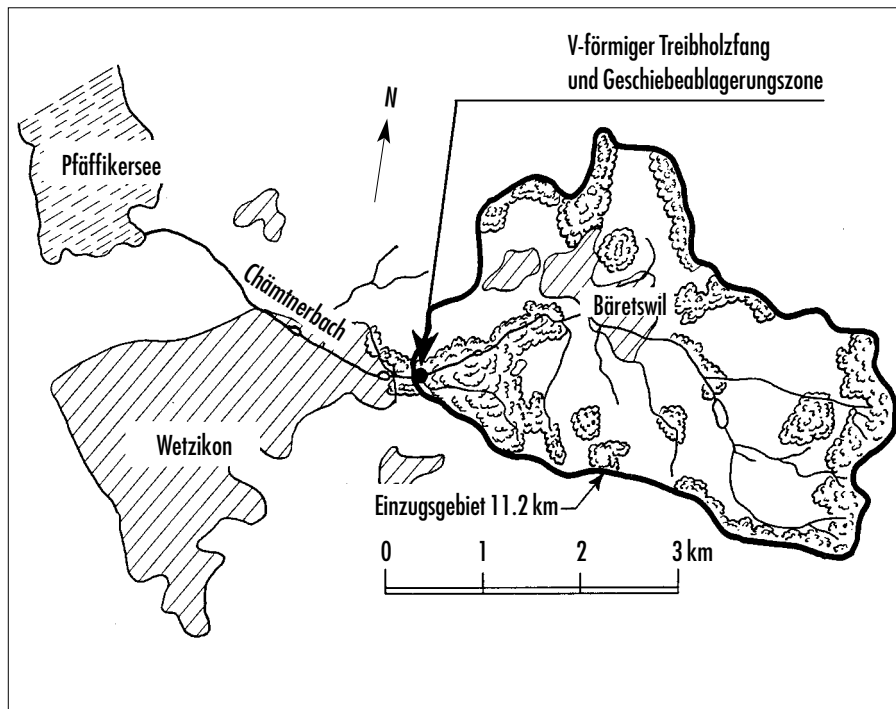 V-förmiger Treibholzfang
und Geschiebeablagerungszone
N
Pfäffikersee
Chämtnerbach
Bäretswil
Wetzikon
Einzugsgebiet 11.2 km
0 1 2 3 km